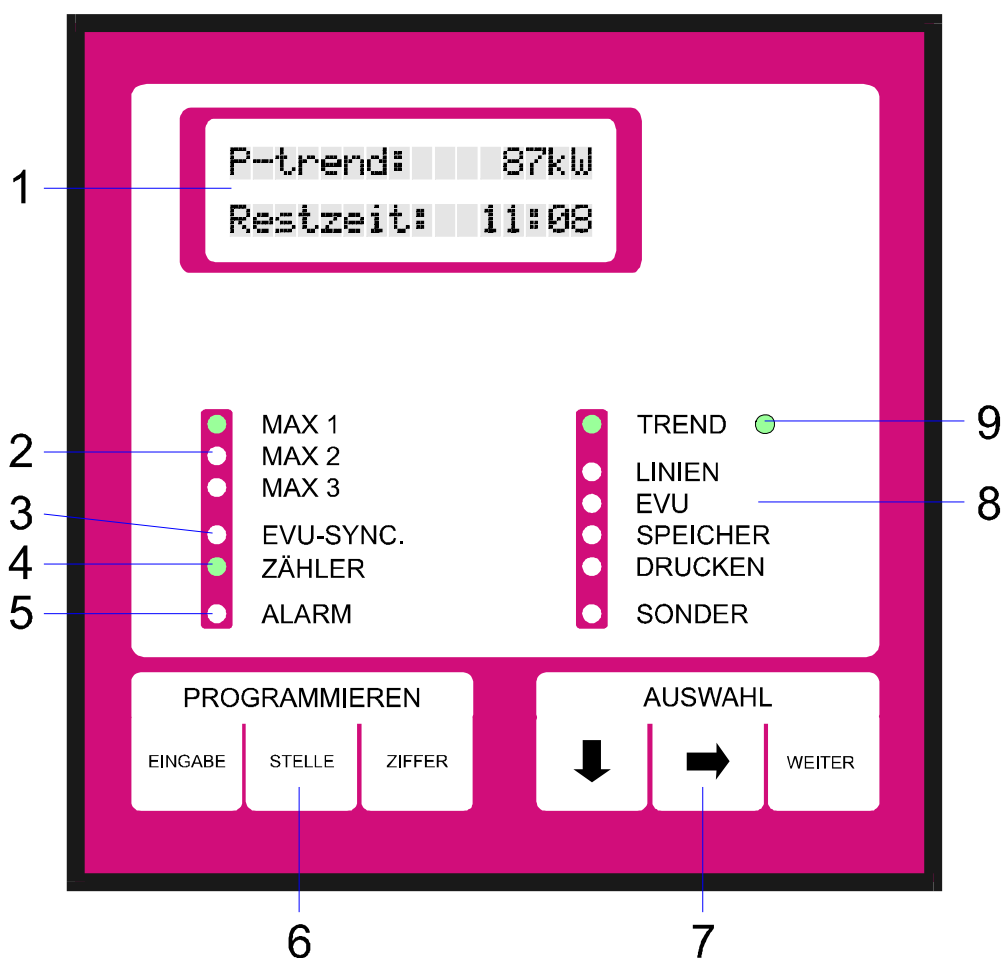 P-trend: 87kW
Restzeit: 11:08
1
MAX 1
MAX 2
MAX 3
EVU-SYNC.
ZÄHLER
ALARM
2
3
4
5
TREND
LINIEN
EVU
SPEICHER
DRUCKEN
SONDER
9
8
PROGRAMMIEREN
EINGABE STELLE ZIFFER
AUSWAHL
WEITER
6
7